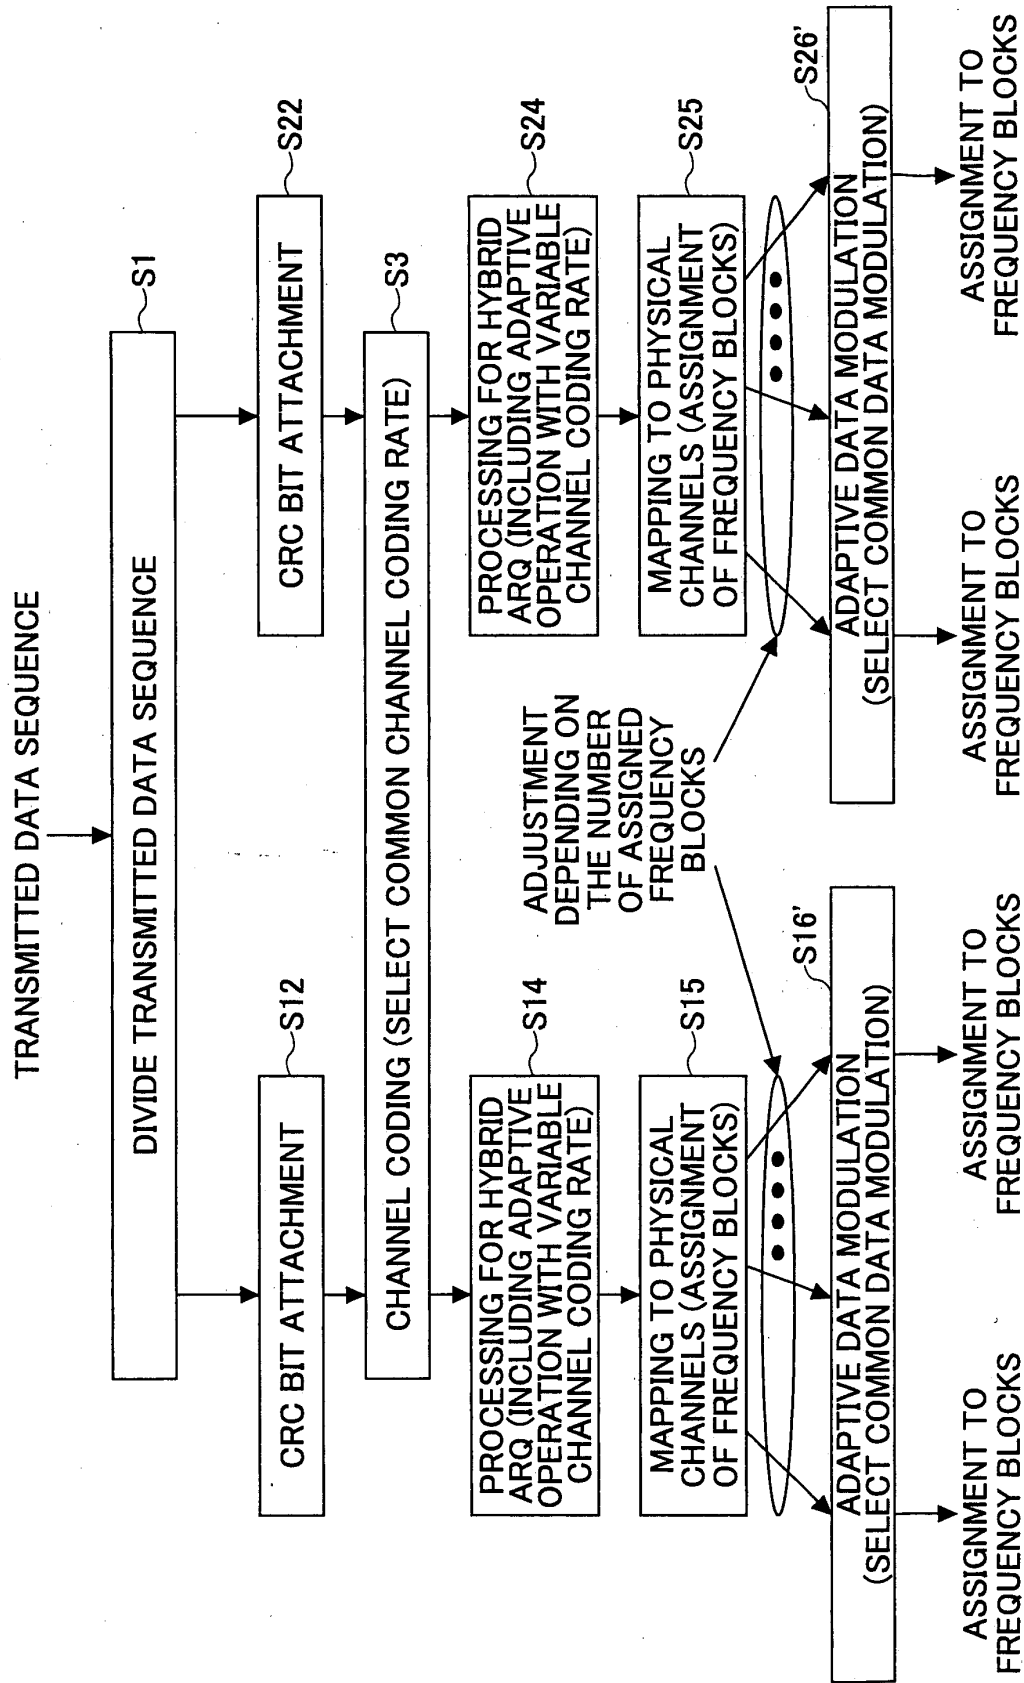 TRANSMITTED DATA SEQUENCE
DIVIDE TRANSMITTED DATA SEQUENCE
S1
CRC BIT ATTACHMENT
S12
CRC BIT ATTACHMENT
S22
CHANNEL CODING (SELECT COMMON CHANNEL CODING RATE)
S3
PROCESSING FOR HYBRID
ARQ (INCLUDING ADAPTIVE
OPERATION WITH VARIABLE
CHANNEL CODING RATE)
S14
PROCESSING FOR HYBRID
ARQ (INCLUDING ADAPTIVE
OPERATION WITH VARIABLE
CHANNEL CODING RATE)
S24
MAPPING TO PHYSICAL
CHANNELS (ASSIGNMENT
OF FREQUENCY BLOCKS)
S15
ADJUSTMENT
DEPENDING ON
THE NUMBER
OF ASSIGNED
FREQUENCY
BLOCKS
MAPPING TO PHYSICAL
CHANNELS (ASSIGNMENT
OF FREQUENCY BLOCKS)
S25
ADAPTIVE DATA MODULATION
(SELECT COMMON DATA MODULATION)
S16'
ADAPTIVE DATA MODULATION
(SELECT COMMON DATA MODULATION)
S26'
ASSIGNMENT TO
FREQUENCY BLOCKS
ASSIGNMENT TO
FREQUENCY BLOCKS
ASSIGNMENT TO
FREQUENCY BLOCKS
ASSIGNMENT TO
FREQUENCY BLOCKS